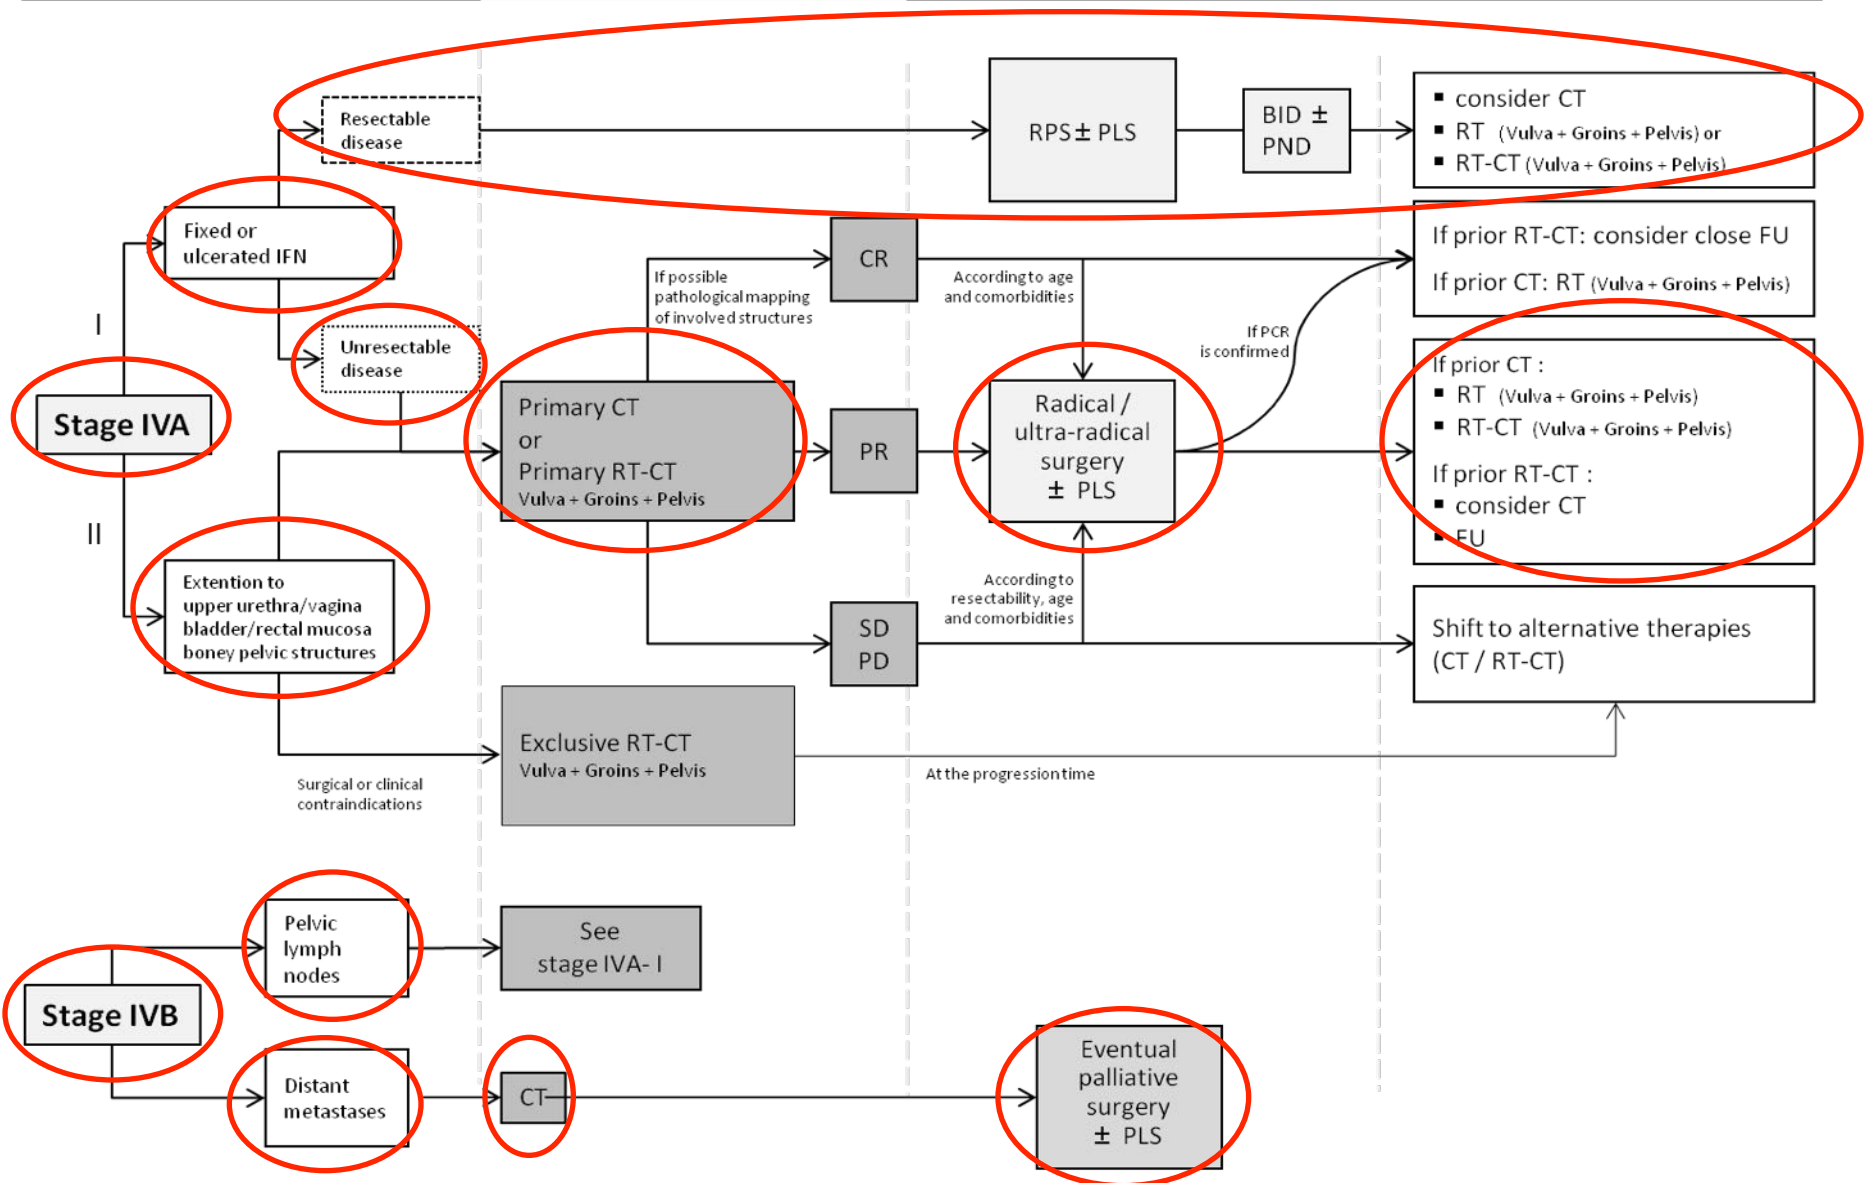 Resectable
disease
RPS ± PLS
BID ±
PND
▪ consider CT
▪ RT (Vulva + Groins + Pelvis) or
▪ RT-CT (Vulva + Groins + Pelvis)
Fixed or
ulcerated IFN
I
Unresectable
disease
Stage IVA
II
Extention to
upper urethra/vagina
bladder/rectal mucosa
boney pelvic structures
If possible
pathological mapping
of involved structures
CR
According to age
and comorbidities
If PCR
is confirmed
If prior RT-CT: consider close FU
If prior CT: RT (Vulva + Groins + Pelvis)
Primary CT
or
Primary RT-CT
Vulva + Groins + Pelvis
PR
Radical /
ultra-radical
surgery
± PLS
If prior CT :
▪ RT (Vulva + Groins + Pelvis)
▪ RT-CT (Vulva + Groins + Pelvis)
If prior RT-CT :
▪ consider CT
▪ FU
SD
PD
According to
resectability, age
and comorbidities
Shift to alternative therapies
(CT / RT-CT)
Surgical or clinical
contraindications
Exclusive RT-CT
Vulva + Groins + Pelvis
At the progression time
Stage IVB
Pelvic
lymph
nodes
See
stage IVA- I
Distant
metastases
CT
Eventual
palliative
surgery
± PLS